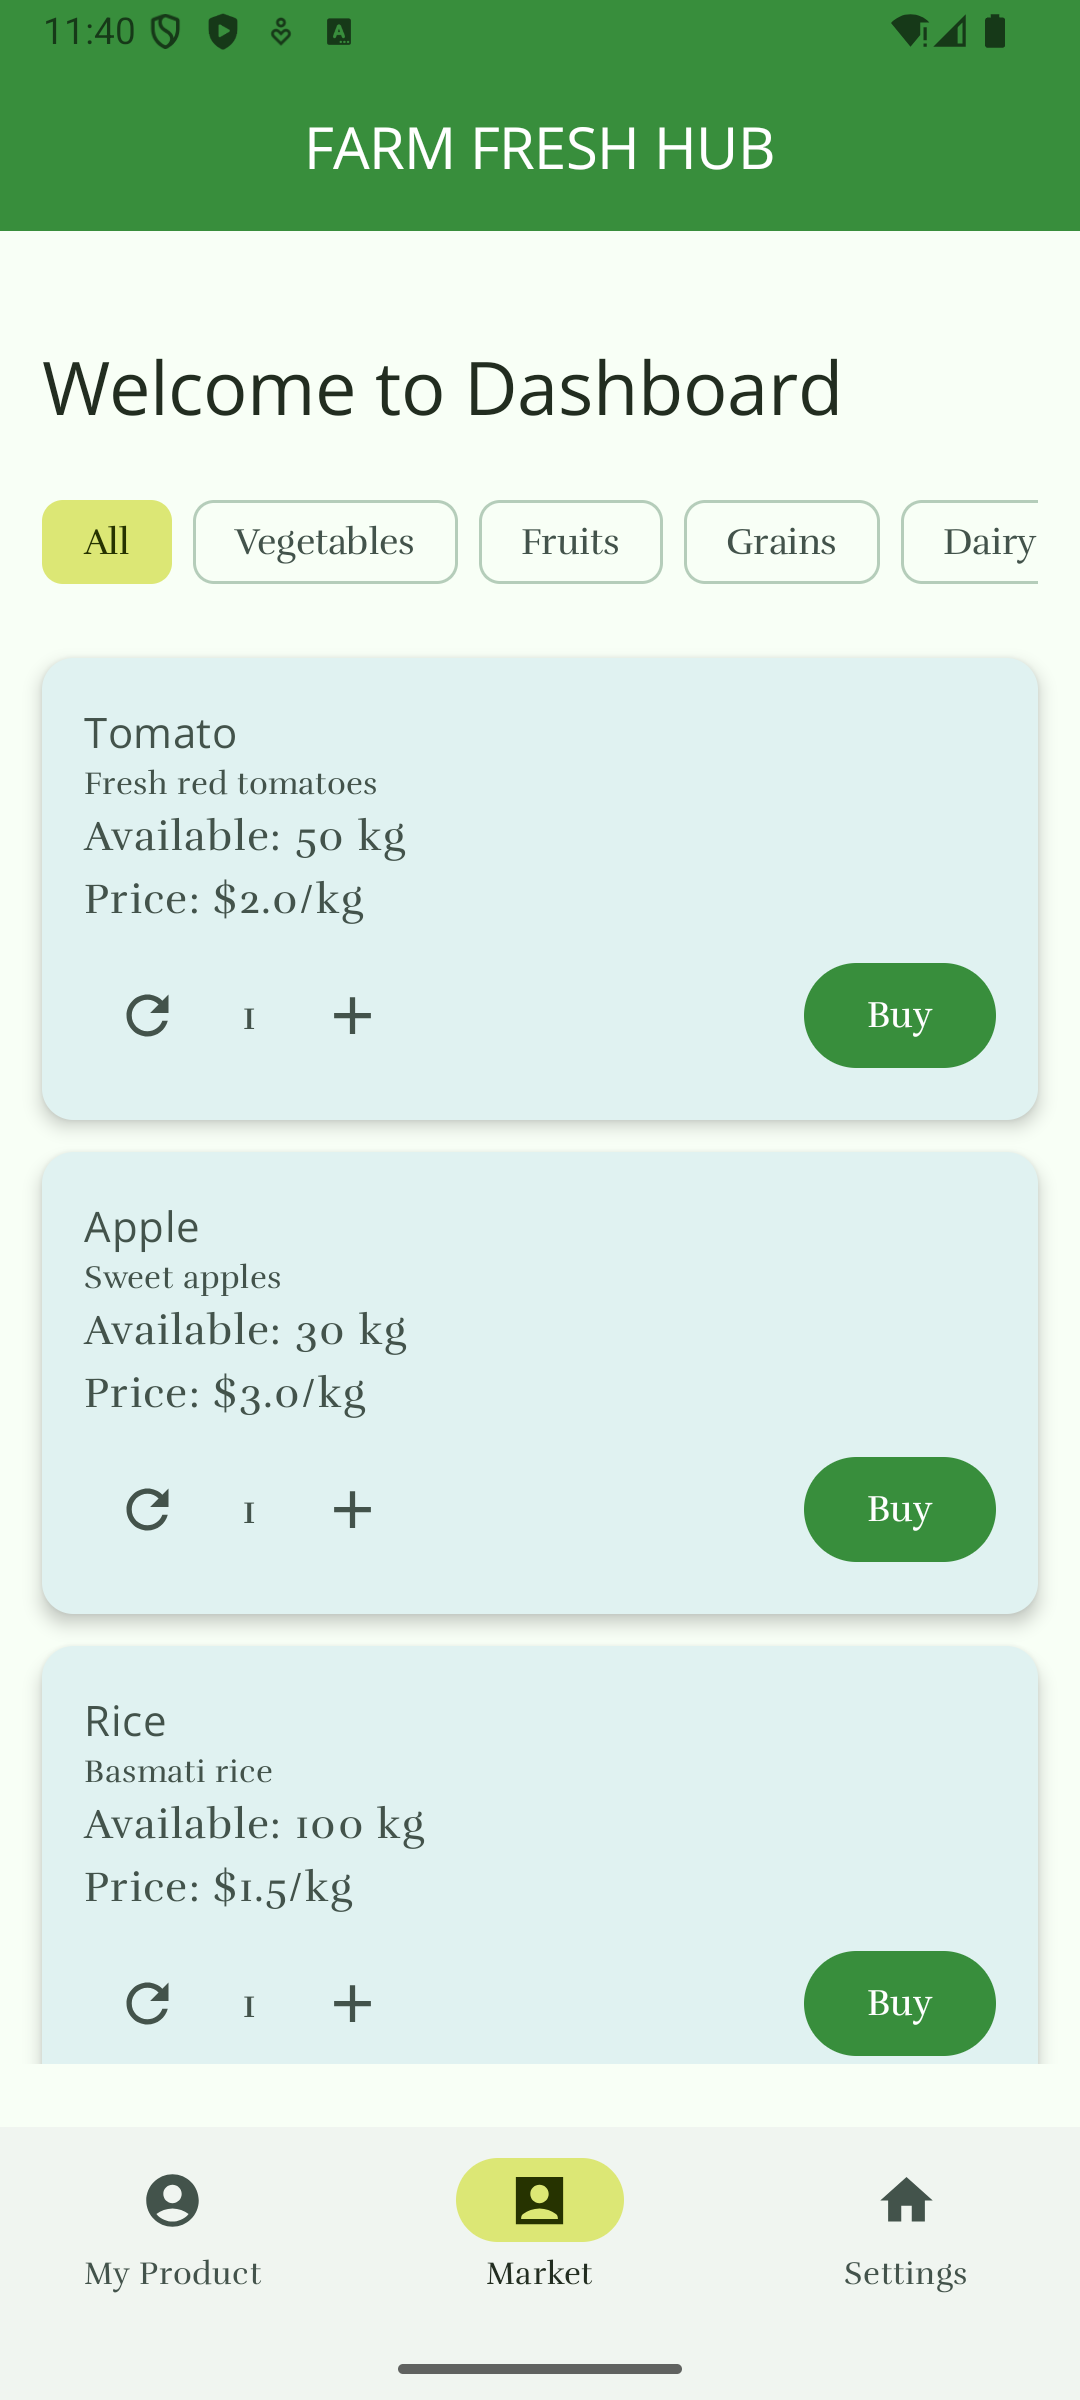 11:40
FARM FRESH HUB
Welcome to Dashboard
All Vegetables Fruits Grains Dairy
Tomato
Fresh red tomatoes
Available: 50 kg
Price: $2.0/kg
1 Buy
Apple
Sweet apples
Available: 30 kg
Price: $3.0/kg
1 Buy
Rice
Basmati rice
Available: 100 kg
Price: $1.5/kg
1 Buy
My Product Market Settings